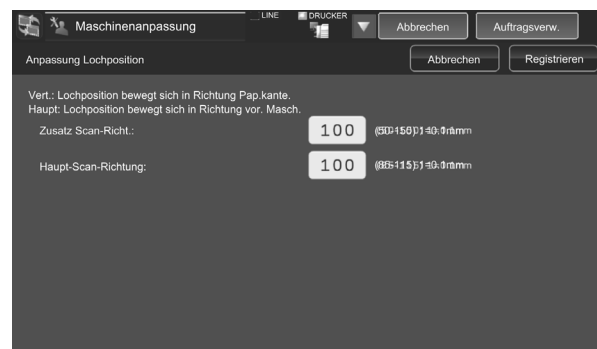 Maschinenanpassung
LINE
DRUCKER
Abbrechen
Auftragsverw.
Anpassung Lochposition
Abbrechen
Registrieren
Vert.: Lochposition bewegt sich in Richtung Pap.kante.
Haupt: Lochposition bewegt sich in Richtung vor. Masch.
Zusatz Scan-Richt.:
100
Haupt-Scan-Richtung:
100